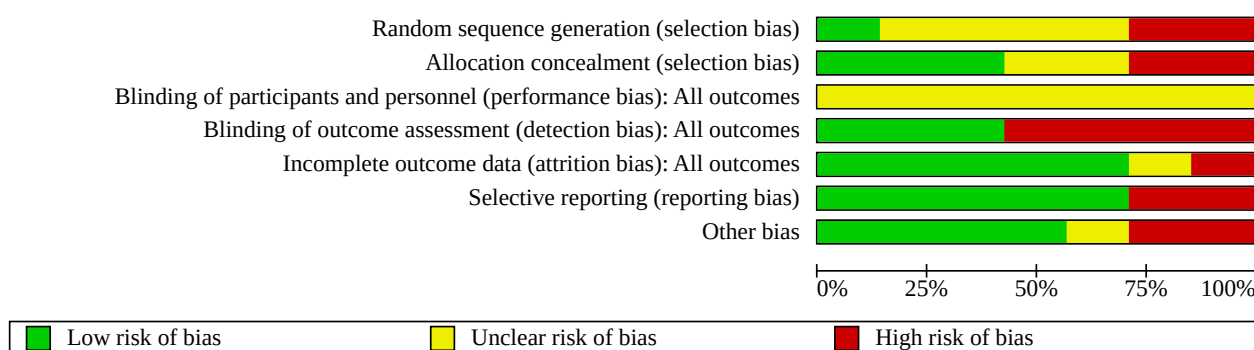 Random sequence generation (selection bias)
Allocation concealment (selection bias)
Blinding of participants and personnel (performance bias): All outcomes
Blinding of outcome assessment (detection bias): All outcomes
Incomplete outcome data (attrition bias): All outcomes
Selective reporting (reporting bias)
Other bias
0% 25% 50% 75% 100%
Low risk of bias Unclear risk of bias High risk of bias